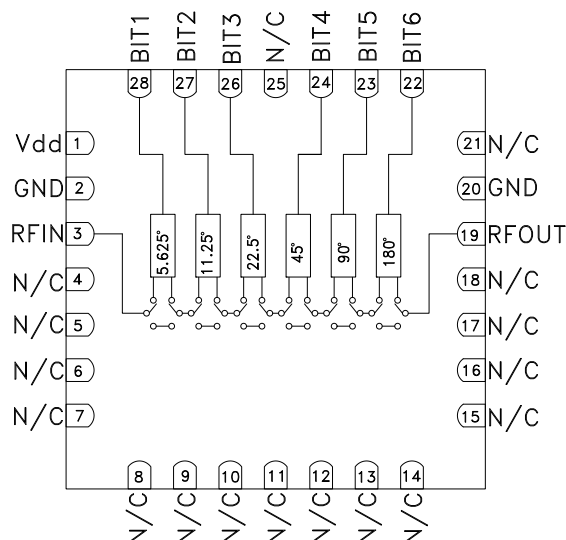 BIT1
BIT2
BIT3
N/C
BIT4
BIT5
BIT6
28
27
26
25
24
23
22
Vdd 1
21 N/C
GND 2
20 GND
RFIN 3
5.625°
11.25°
22.5°
45°
90°
180°
19 RFOUT
N/C 4
18 N/C
N/C 5
17 N/C
N/C 6
16 N/C
N/C 7
15 N/C
8
9
10
11
12
13
14
N/C
N/C
N/C
N/C
N/C
N/C
N/C